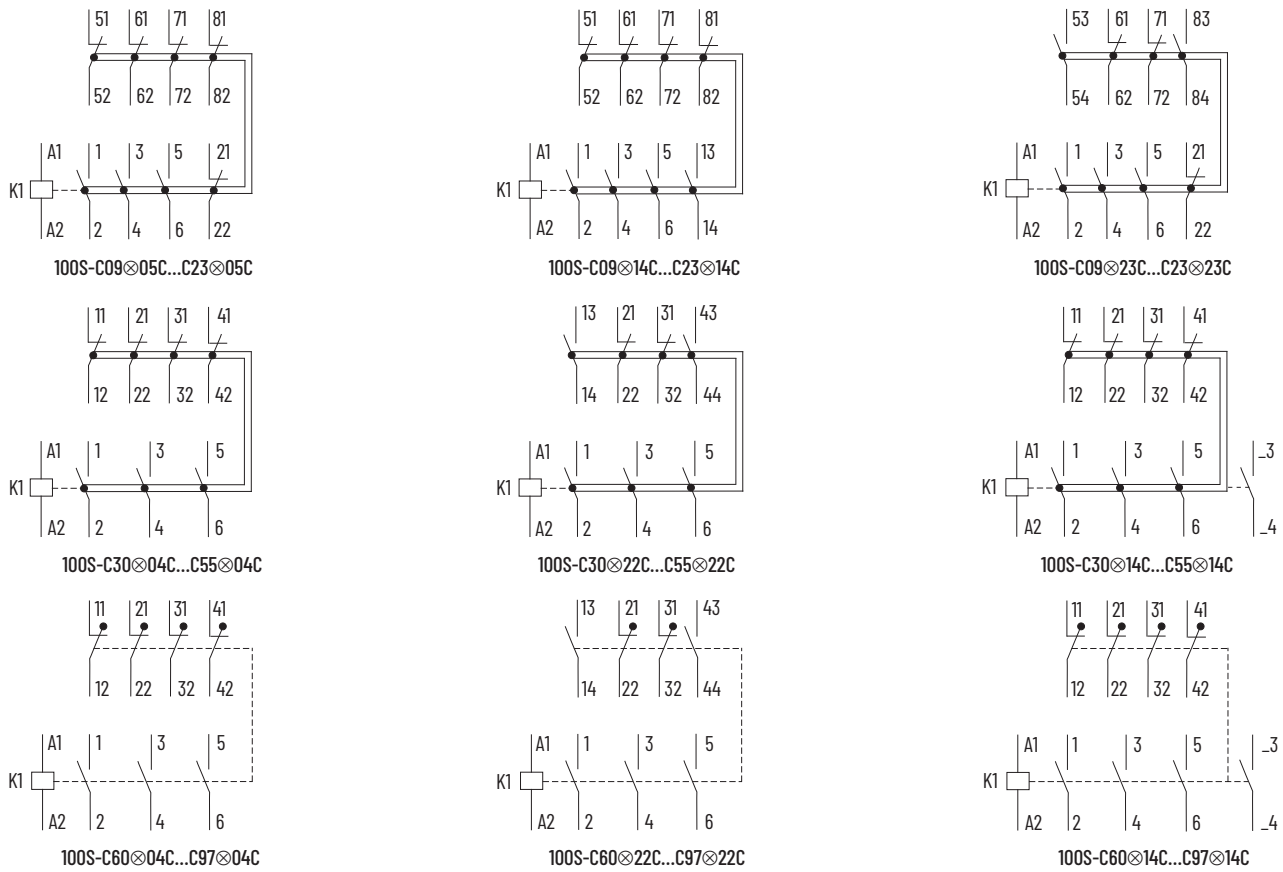 51 61 71 81
52 62 72 82
A1 1 3 5 21
K1
A2 2 4 6 22
100S-C09⊗05C...C23⊗05C
51 61 71 81
52 62 72 82
A1 1 3 5 13
K1
A2 2 4 6 14
100S-C09⊗14C...C23⊗14C
53 61 71 83
54 62 72 84
A1 1 3 5 21
K1
A2 2 4 6 22
100S-C09⊗23C...C23⊗23C
11 21 31 41
12 22 32 42
A1 1 3 5
K1
A2 2 4 6
100S-C30⊗04C...C55⊗04C
13 21 31 43
14 22 32 44
A1 1 3 5
K1
A2 2 4 6
100S-C30⊗22C...C55⊗22C
11 21 31 41
12 22 32 42
A1 1 3 5 _3
K1
A2 2 4 6 _4
100S-C30⊗14C...C55⊗14C
11 21 31 41
12 22 32 42
A1 1 3 5
K1
A2 2 4 6
100S-C60⊗04C...C97⊗04C
13 21 31 43
14 22 32 44
A1 1 3 5
K1
A2 2 4 6
100S-C60⊗22C...C97⊗22C
11 21 31 41
12 22 32 42
A1 1 3 5 _3
K1
A2 2 4 6 _4
100S-C60⊗14C...C97⊗14C